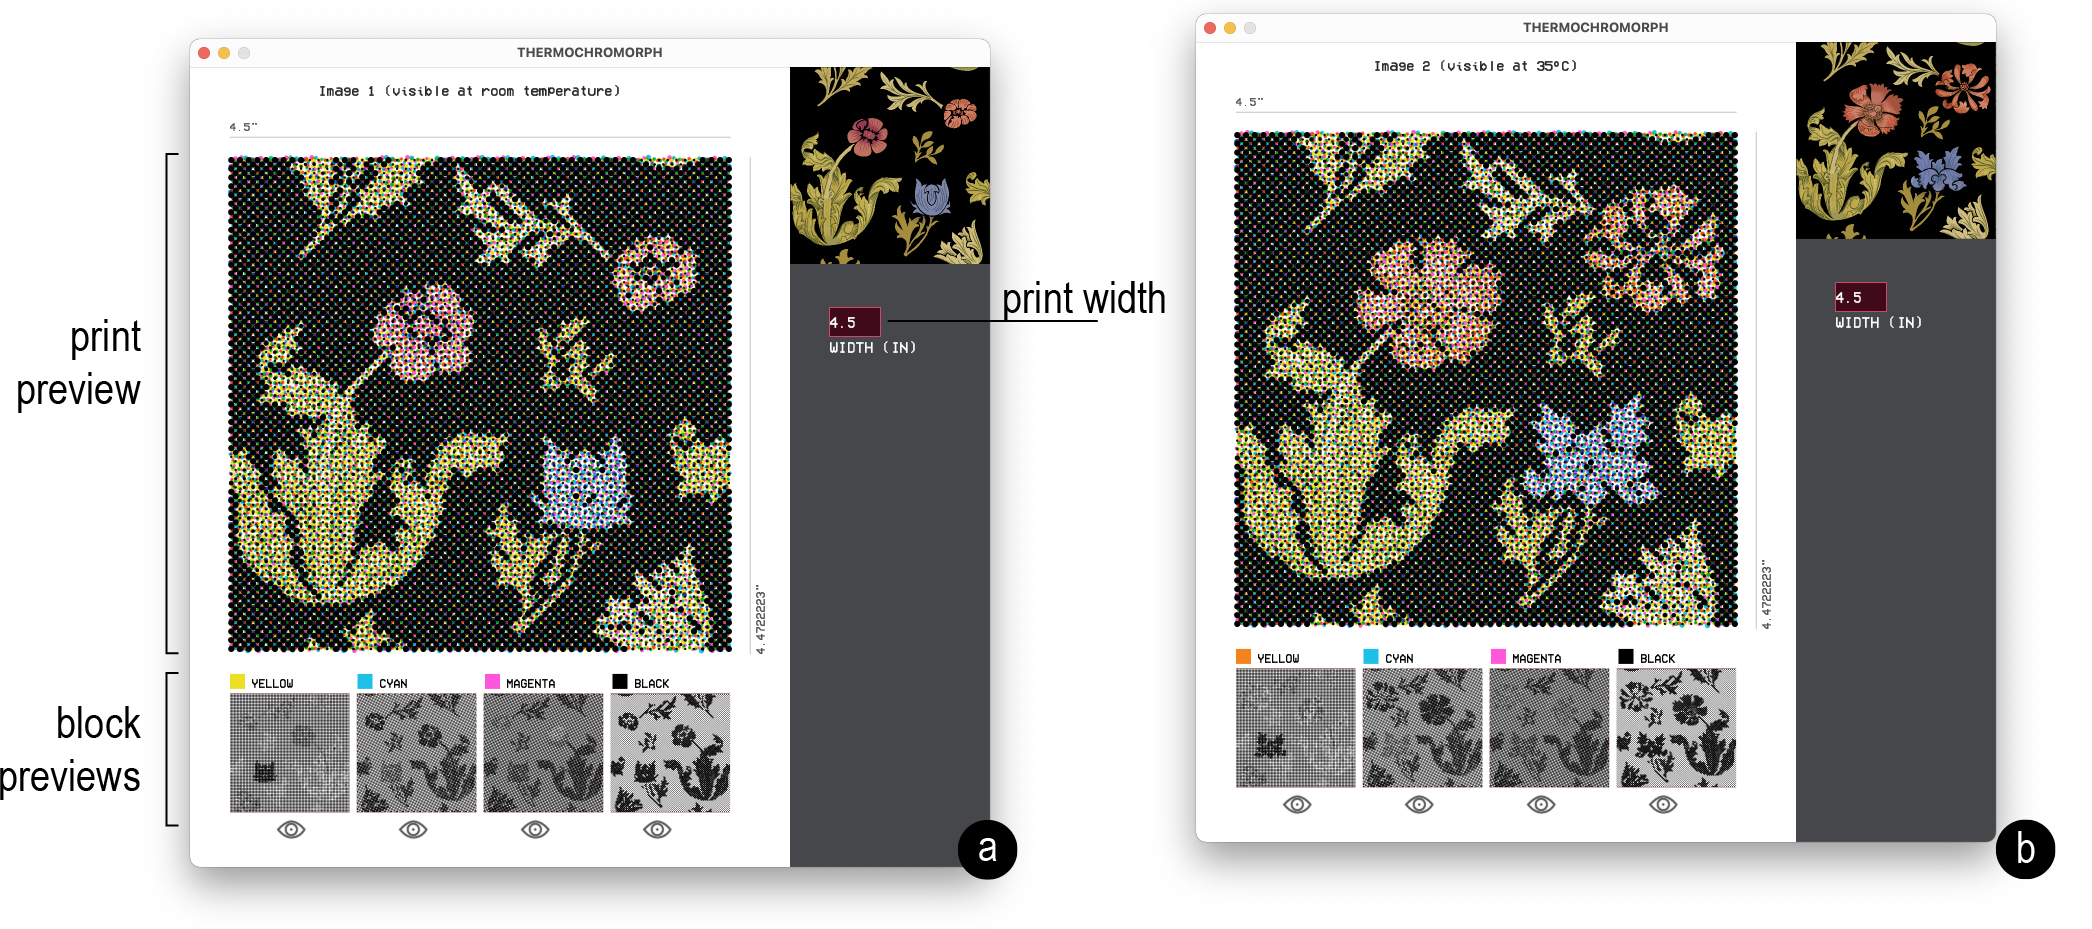 THERMOCHROMORPH
Image 1 (visible at room temperature)
4.5"
4.4722223"
4.5
WIDTH (IN)
print width
print
preview
block
previews
YELLOW
CYAN
MAGENTA
BLACK
a
THERMOCHROMORPH
Image 2 (visible at 35°C)
4.5"
4.4722223"
4.5
WIDTH (IN)
YELLOW
CYAN
MAGENTA
BLACK
b